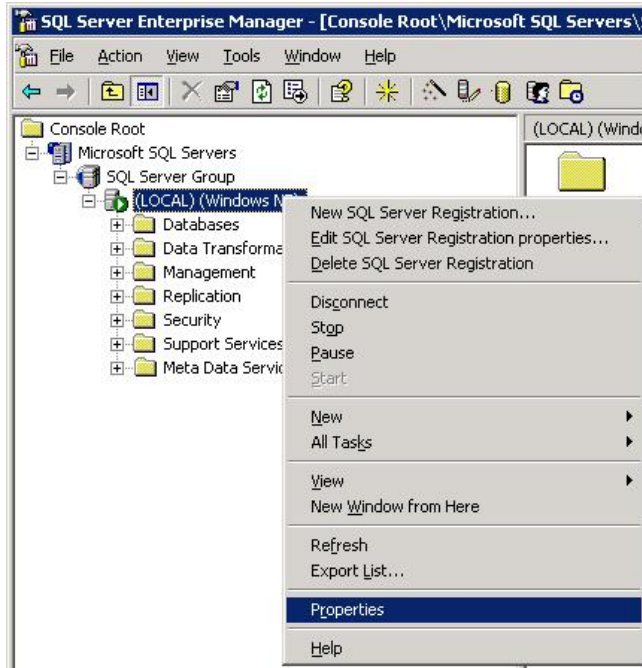 SQL Server Enterprise Manager - [Console Root\Microsoft SQL Servers\
File Action View Tools Window Help
Console Root
Microsoft SQL Servers
SQL Server Group
(LOCAL) (Windows N
Databases
Data Transforma
Management
Replication
Security
Support Services
Meta Data Servic
(LOCAL) (Wind
New SQL Server Registration...
Edit SQL Server Registration properties...
Delete SQL Server Registration
Disconnect
Stop
Pause
Start
New
All Tasks
View
New Window from Here
Refresh
Export List...
Properties
Help